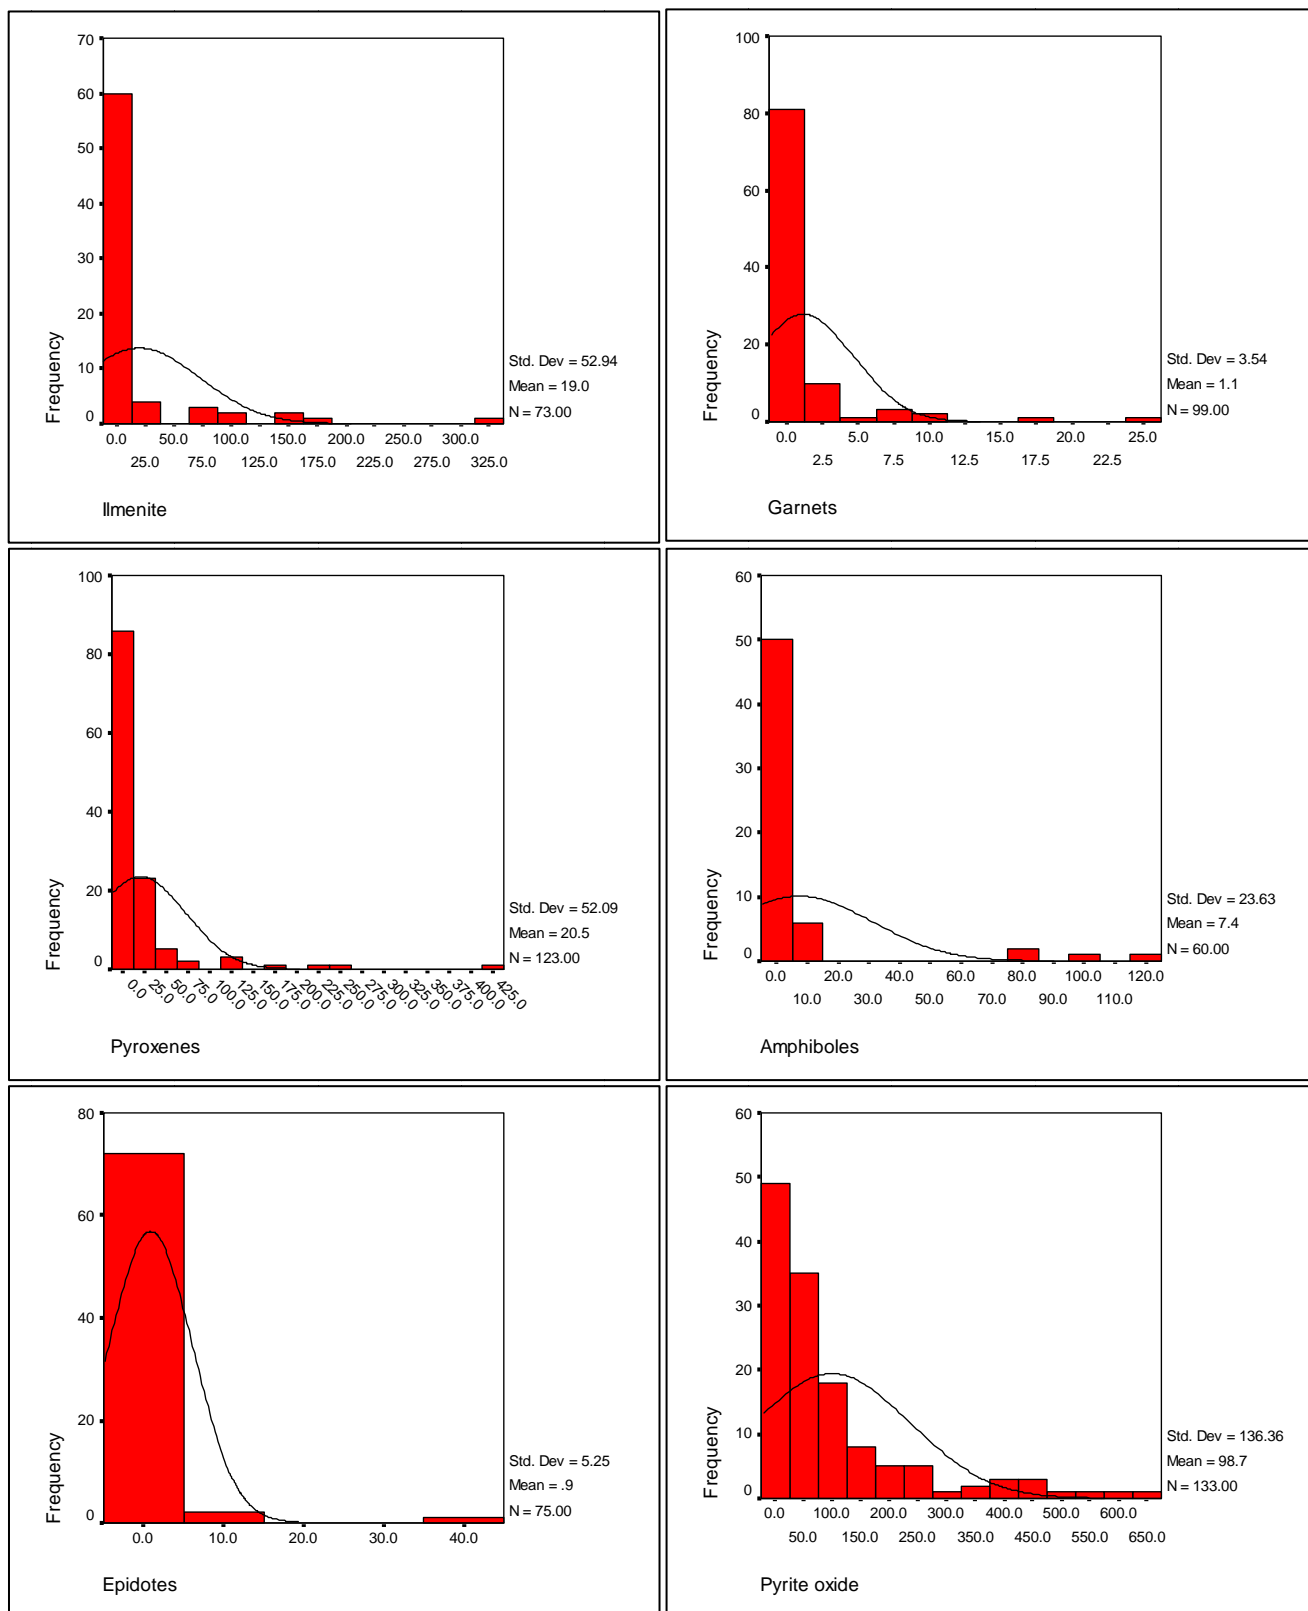 70
60
50
40
30
20
10
0
Frequency
0.0 50.0 100.0 150.0 200.0 250.0 300.0
25.0 75.0 125.0 175.0 225.0 275.0 325.0
Ilmenite
Std. Dev = 52.94
Mean = 19.0
N = 73.00
100
80
60
40
20
0
Frequency
0.0 5.0 10.0 15.0 20.0 25.0
2.5 7.5 12.5 17.5 22.5
Garnets
Std. Dev = 3.54
Mean = 1.1
N = 99.00
100
80
60
40
20
0
Frequency
0.0 25.0 50.0 75.0 100.0 125.0 150.0 175.0 200.0 225.0 250.0 275.0 300.0 325.0 350.0 375.0 400.0 425.0
Pyroxenes
Std. Dev = 52.09
Mean = 20.5
N = 123.00
60
50
40
30
20
10
0
Frequency
0.0 20.0 40.0 60.0 80.0 100.0 120.0
10.0 30.0 50.0 70.0 90.0 110.0
Amphiboles
Std. Dev = 23.63
Mean = 7.4
N = 60.00
80
60
40
20
0
Frequency
0.0 10.0 20.0 30.0 40.0
Epidotes
Std. Dev = 5.25
Mean = .9
N = 75.00
60
50
40
30
20
10
0
Frequency
0.0 100.0 200.0 300.0 400.0 500.0 600.0
50.0 150.0 250.0 350.0 450.0 550.0 650.0
Pyrite oxide
Std. Dev = 136.36
Mean = 98.7
N = 133.00